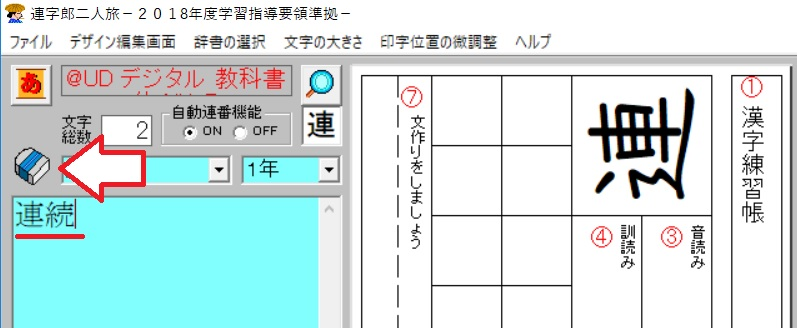 連字郎二人旅－２０１８年度学習指導要領準拠－
ファイル デザイン編集画面 辞書の選択 文字の大きさ 印字位置の微調整 ヘルプ
あ
@UD デジタル 教科書
文字総数
2
自動連番機能
ON OFF
連
1年
連続
① 漢字練習帳
連
③ 音読み
④ 訓読み
⑦ 文作りをしましょう